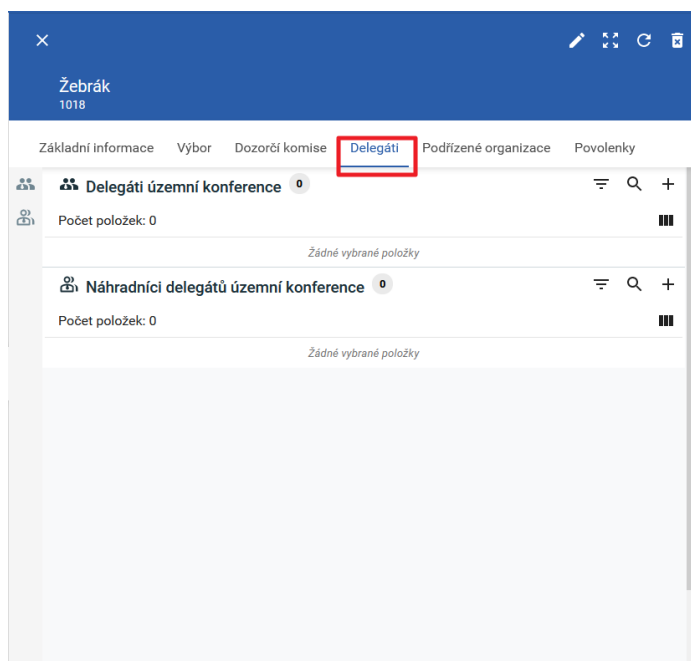 Žebrák
1018
Základní informace Výbor Dozorčí komise Delegáti Podřízené organizace Povolenky
Delegáti územní konference 0
Počet položek: 0
Žádné vybrané položky
Náhradníci delegátů územní konference 0
Počet položek: 0
Žádné vybrané položky